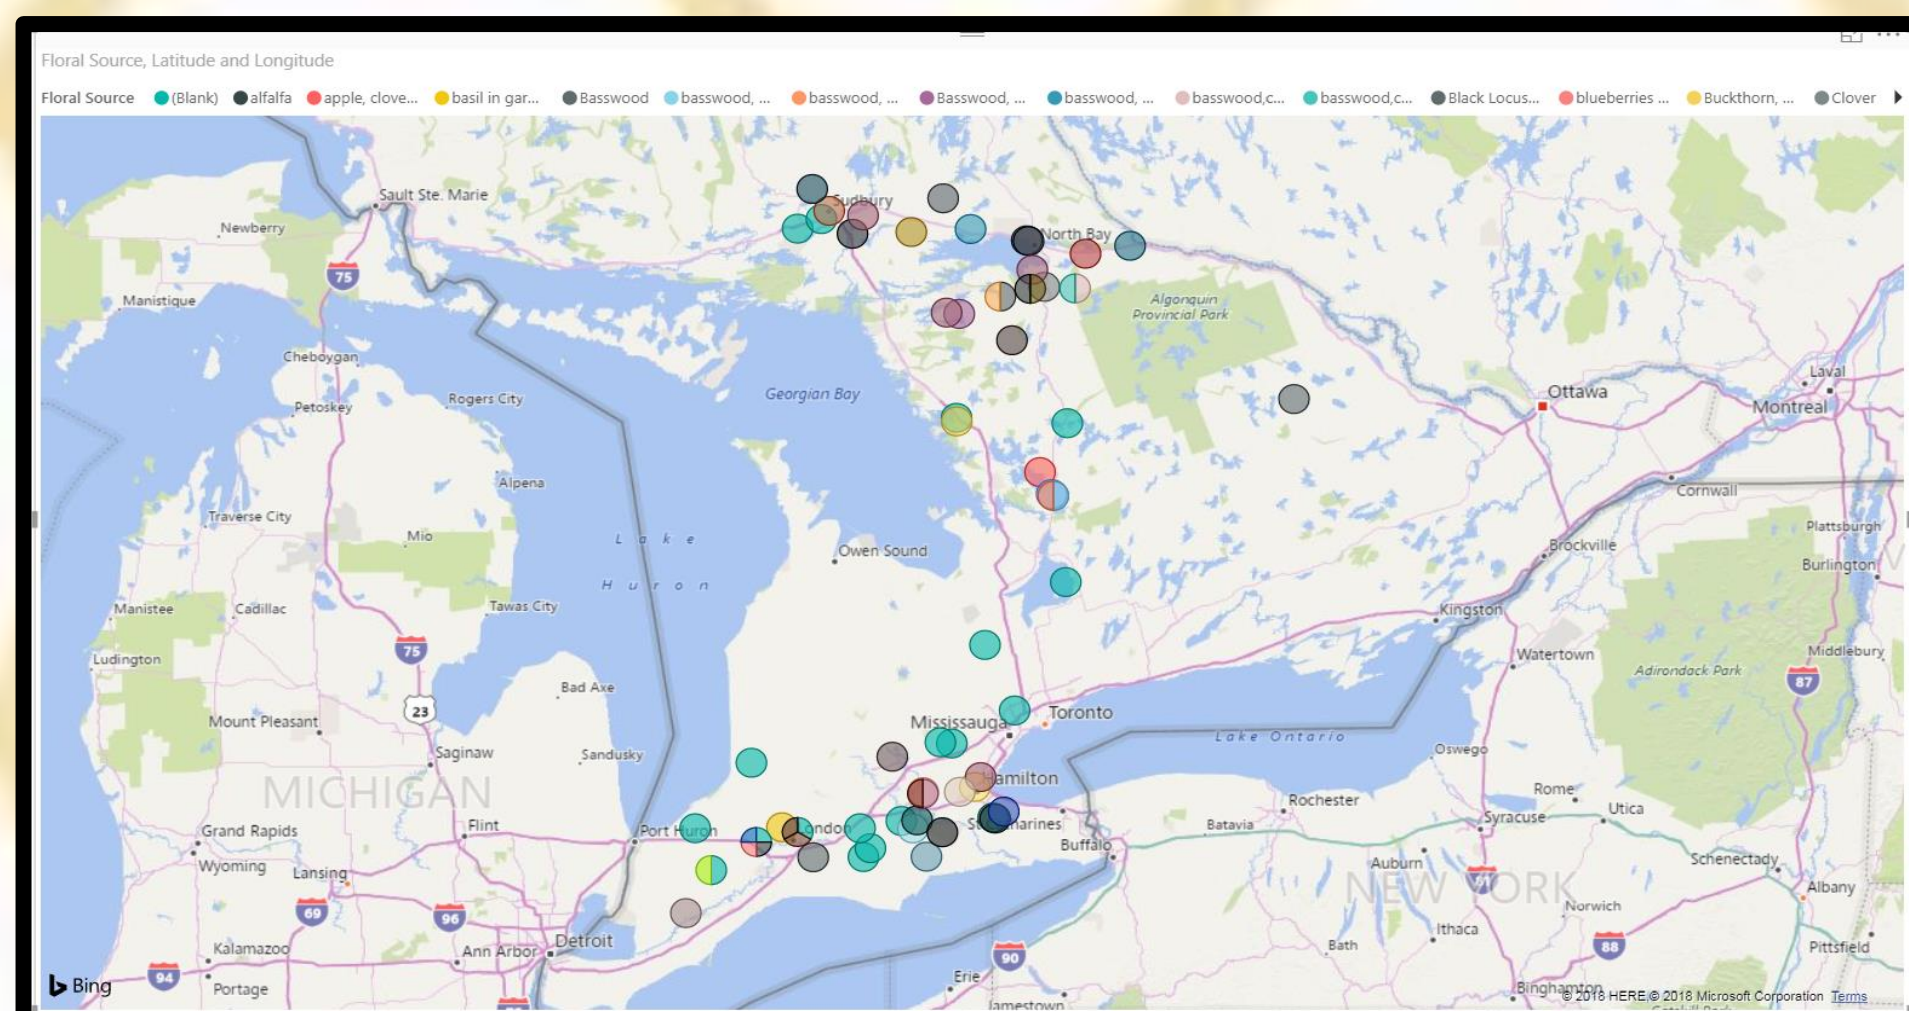 Floral Source, Latitude and Longitude
Floral Source (Blank) alfalfa apple, clove... basil in gar... Basswood basswood, ... basswood, ... Basswood, ... basswood, ... basswood,c... basswood,c... Black Locus... blueberries ... Buckthorn, ... Clover
Sault Ste. Marie
Sudbury
Newberry
North Bay
75
Manistique
Algonquin
Provincial Park
Cheboygan
Laval
Georgian Bay
Ottawa
Petoskey
Rogers City
Montreal
Alpena
Cornwall
Traverse City
Plattsburgh
Mio
Lake
Huron
Owen Sound
Brockville
Burlington
Manistee
Cadillac
Tawas City
Kingston
75
Ludington
Watertown
Middlebury
Adirondack Park
87
Bad Axe
23
Mount Pleasant
Mississauga
Toronto
Lake Ontario
Saginaw
Sandusky
Oswego
MICHIGAN
Hamilton
Rochester
Rome
Utica
Grand Rapids
Flint
Port Huron
London
Batavia
Syracuse
Buffalo
Wyoming
Lansing
Auburn
Schenectady
NEW YORK
Albany
69
96
Norwich
Kalamazoo
Ann Arbor
Detroit
Ithaca
Bath
88
Pittsfield
94
90
Bing
Portage
Erie
Binghamton
© 2018 HERE,© 2018 Microsoft Corporation Terms
Jamestown